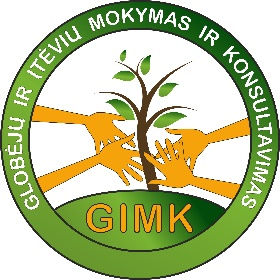 GLOBĖJŲ IR ĮTĖVIŲ MOKYMAS IR KONSULTAVIMAS
GIMK